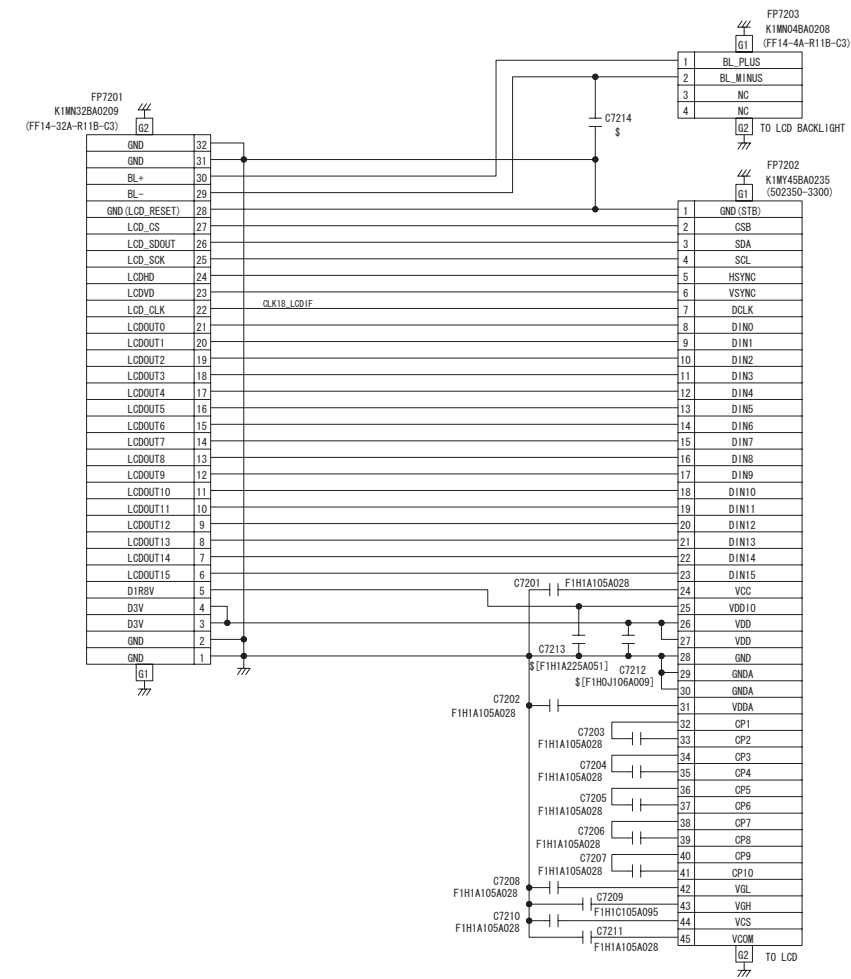 FP7203
K1MN04BA0208
G1 (FF14-4A-R11B-C3)
1 BL_PLUS
2 BL_MINUS
3 NC
4 NC
G2 TO LCD BACKLIGHT
C7214
$
FP7201
K1MN32BA0209
(FF14-32A-R11B-C3) G2
GND 32
GND 31
BL+ 30
BL- 29
GND(LCD_RESET) 28
LCD_CS 27
LCD_SDOUT 26
LCD_SCK 25
LCDHD 24
LCDVD 23
LCD_CLK 22
LCDOUT0 21
LCDOUT1 20
LCDOUT2 19
LCDOUT3 18
LCDOUT4 17
LCDOUT5 16
LCDOUT6 15
LCDOUT7 14
LCDOUT8 13
LCDOUT9 12
LCDOUT10 11
LCDOUT11 10
LCDOUT12 9
LCDOUT13 8
LCDOUT14 7
LCDOUT15 6
D1R8V 5
D3V 4
D3V 3
GND 2
GND 1
G1
CLK18_LCDIF
FP7202
K1MY45BA0235
G1 (502350-3300)
1 GND(STB)
2 CSB
3 SDA
4 SCL
5 HSYNC
6 VSYNC
7 DCLK
8 DIN0
9 DIN1
10 DIN2
11 DIN3
12 DIN4
13 DIN5
14 DIN6
15 DIN7
16 DIN8
17 DIN9
18 DIN10
19 DIN11
20 DIN12
21 DIN13
22 DIN14
23 DIN15
24 VCC
25 VDDIO
26 VDD
27 VDD
28 GND
29 GNDA
30 GNDA
31 VDDA
32 CP1
33 CP2
34 CP3
35 CP4
36 CP5
37 CP6
38 CP7
39 CP8
40 CP9
41 CP10
42 VGL
43 VGH
44 VCS
45 VCOM
G2 TO LCD
C7201 F1H1A105A028
C7213
$[F1H1A225A051]
C7212
$[F1H0J106A009]
C7202
F1H1A105A028
C7203
F1H1A105A028
C7204
F1H1A105A028
C7205
F1H1A105A028
C7206
F1H1A105A028
C7207
F1H1A105A028
C7208
F1H1A105A028
C7209
F1H1C105A095
C7210
F1H1A105A028
C7211
F1H1A105A028